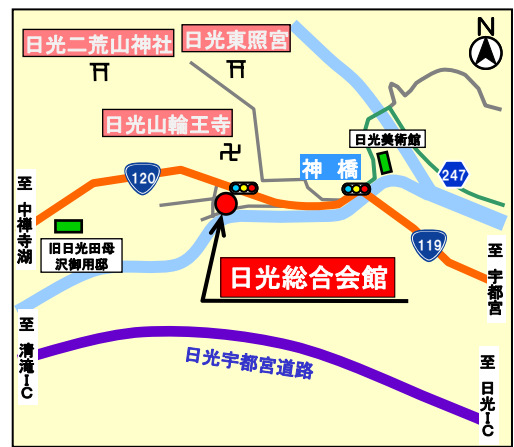 日光二荒山神社
日光東照宮
N
日光山輪王寺
日光美術館
神橋
120
247
至 中禅寺湖
旧日光田母
沢御用邸
119
至 宇都宮
日光総合会館
至 清滝IC
日光宇都宮道路
至 日光IC